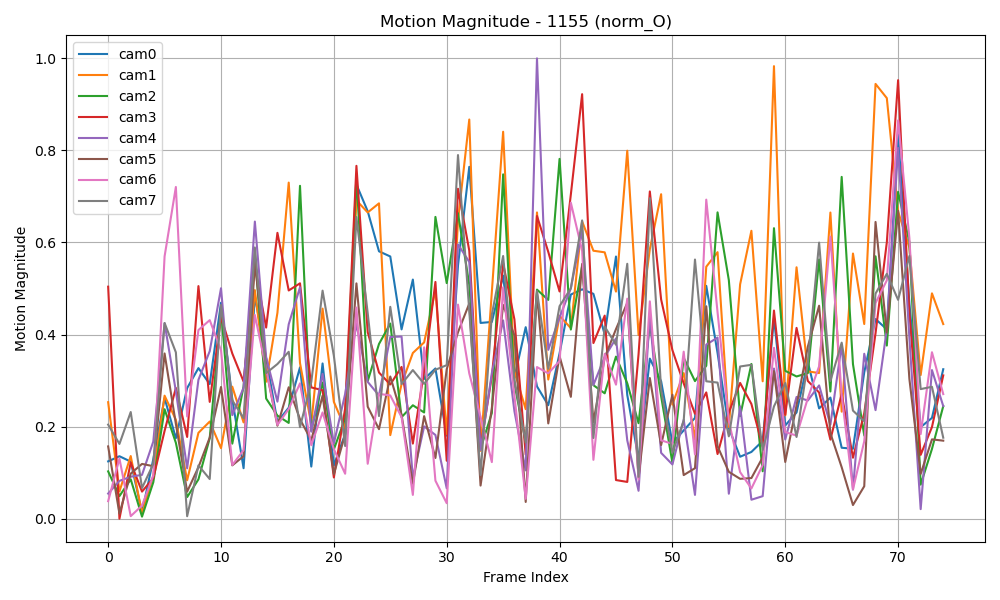 Motion Magnitude - 1155 (norm_O)
cam0
cam1
cam2
cam3
cam4
cam5
cam6
cam7
Motion Magnitude
1.0
0.8
0.6
0.4
0.2
0.0
0 10 20 30 40 50 60 70
Frame Index